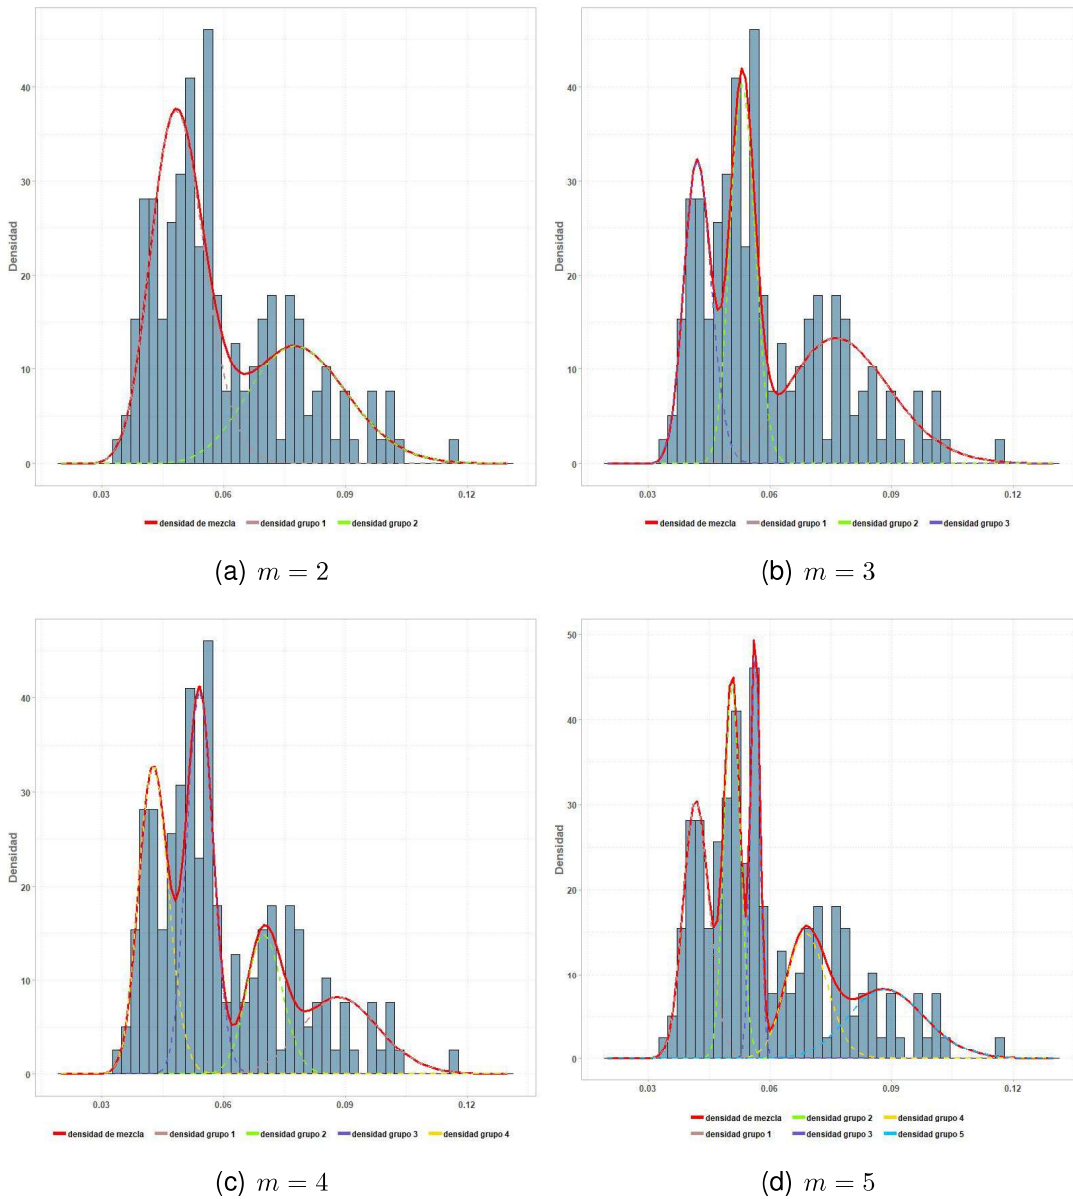 40
30
20
10
0
Densidad
0.03 0.06 0.09 0.12
densidad de mezcla densidad grupo 1 densidad grupo 2
(a) m = 2
40
30
20
10
0
Densidad
0.03 0.06 0.09 0.12
densidad de mezcla densidad grupo 1 densidad grupo 2 densidad grupo 3
(b) m = 3
40
30
20
10
0
Densidad
0.03 0.06 0.09 0.12
densidad de mezcla densidad grupo 1 densidad grupo 2 densidad grupo 3 densidad grupo 4
(c) m = 4
50
40
30
20
10
0
Densidad
0.03 0.06 0.09 0.12
densidad de mezcla densidad grupo 2 densidad grupo 4
densidad grupo 1 densidad grupo 3 densidad grupo 5
(d) m = 5